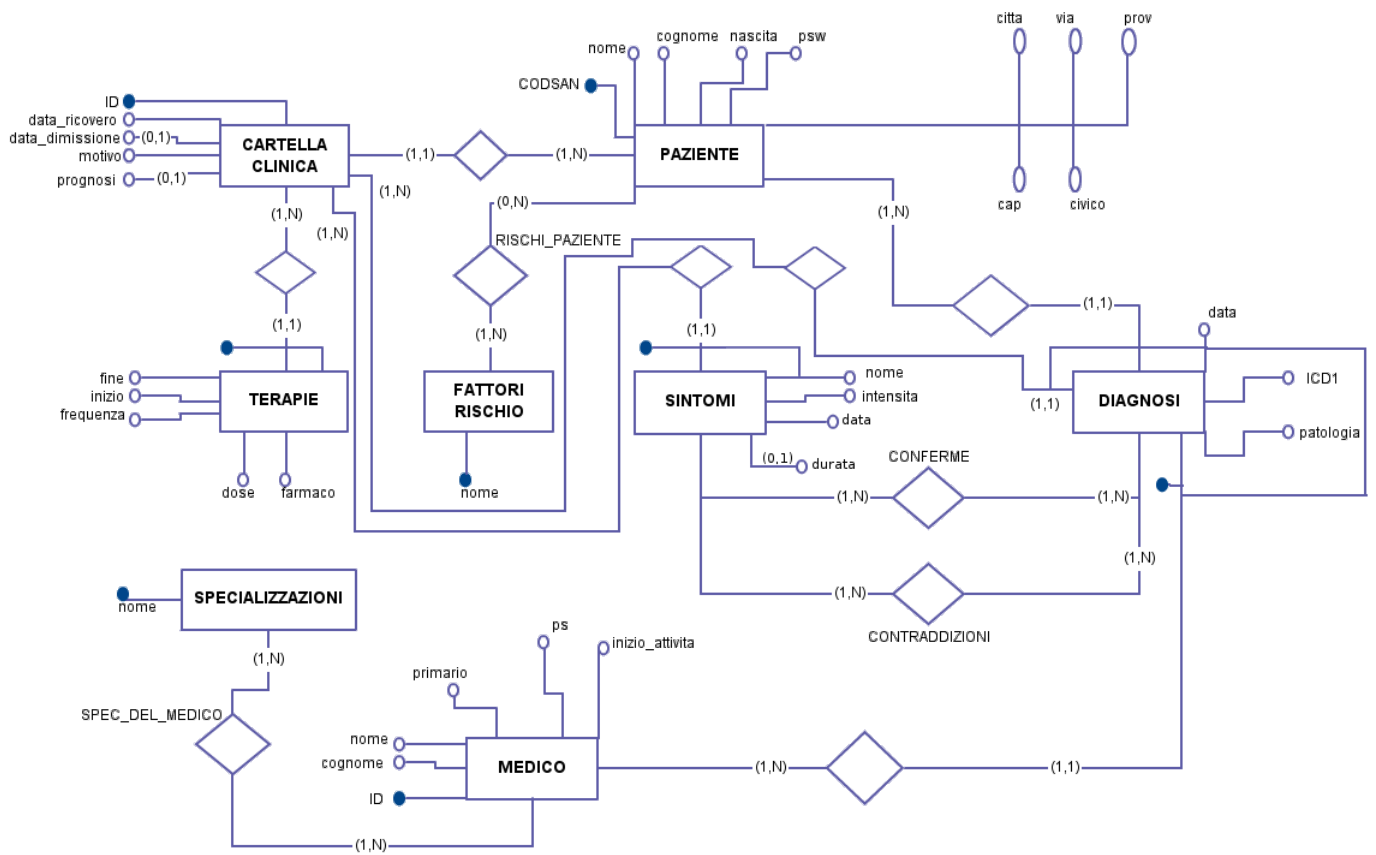 citta
via
prov
nome
cognome
nascita
psw
CODSAN
ID
data_ricovero
data_dimissione
(0,1)
motivo
prognosi
(0,1)
CARTELLA
CLINICA
(1,1)
(1,N)
PAZIENTE
(1,N)
(0,N)
(1,N)
cap
civico
(1,N)
(1,N)
RISCHI_PAZIENTE
(1,1)
(1,N)
(1,1)
(1,1)
data
fine
inizio
frequenza
TERAPIE
FATTORI
RISCHIO
SINTOMI
nome
intensita
data
(0,1)
durata
(1,1)
DIAGNOSI
ICD1
patologia
dose
farmaco
nome
CONFERME
(1,N)
(1,N)
(1,N)
(1,N)
CONTRADDIZIONI
nome
SPECIALIZZAZIONI
(1,N)
ps
inizio_attivita
primario
SPEC_DEL_MEDICO
nome
cognome
ID
MEDICO
(1,N)
(1,1)
(1,N)